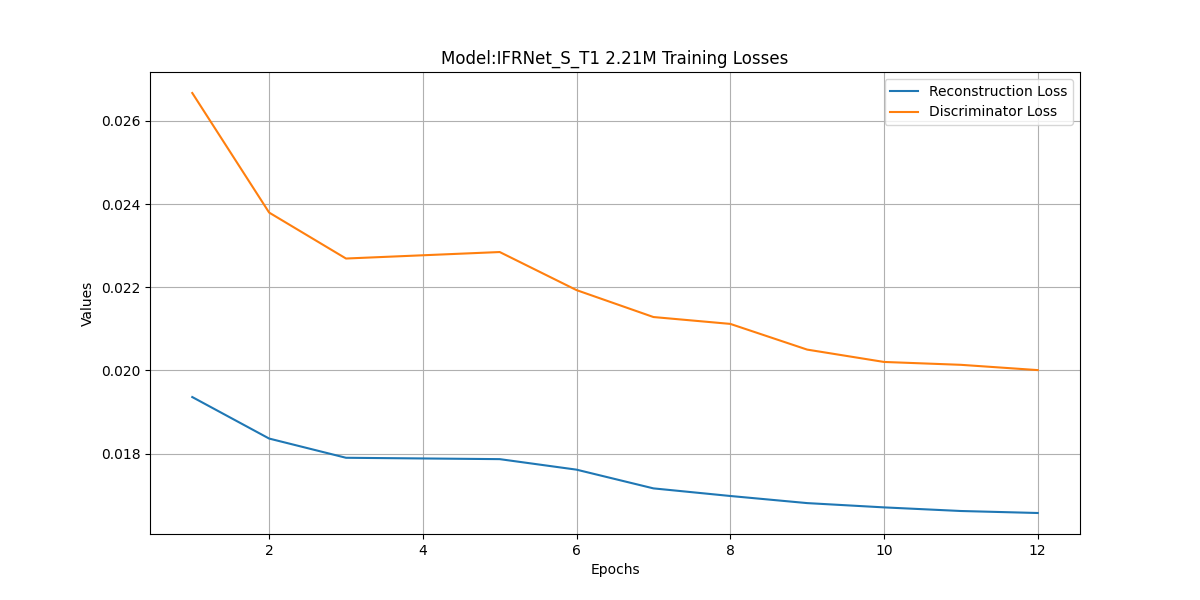 Model:IFRNet_S_T1 2.21M Training Losses
Reconstruction Loss
Discriminator Loss
0.026
0.024
0.022
0.020
0.018
Values
2 4 6 8 10 12
Epochs